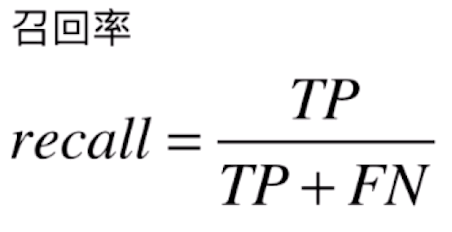 召回率
recall = TP / (TP + FN)